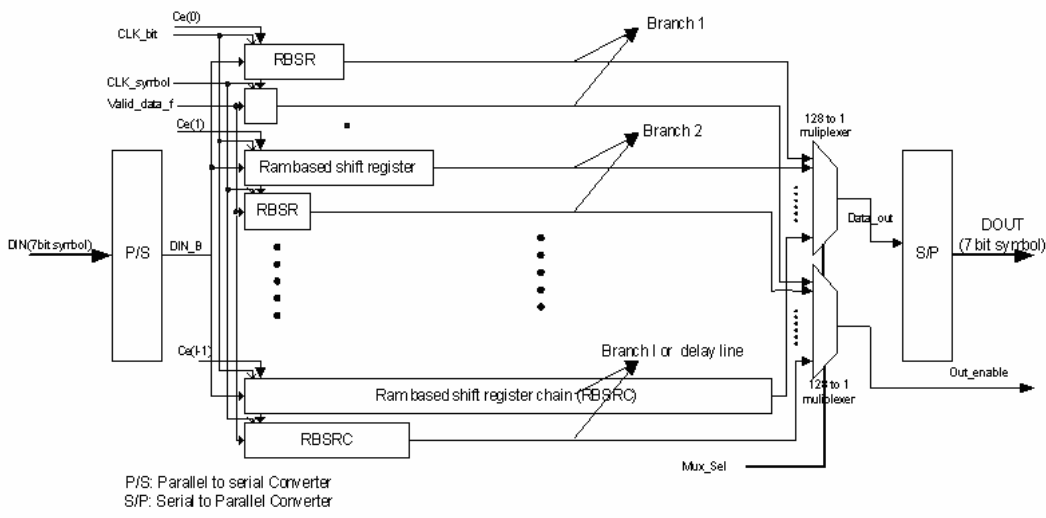 Ce(0)
Branch 1
CLK_bit
RBSR
CLK_symbol
Valid_data_f
Ce(1)
Branch 2
128 to 1
muliplexer
Ram based shift register
RBSR
DIN(7bit symbol)
P/S
DIN_B
Data_out
S/P
DOUT
(7 bit symbol)
Ce(I-1)
Branch I or delay line
Ram based shift register chain (RBSRC)
Out_enable
128 to 1
muliplexer
RBSRC
Mux_Sel
P/S: Parallel to serial Converter
S/P: Serial to Parallel Converter